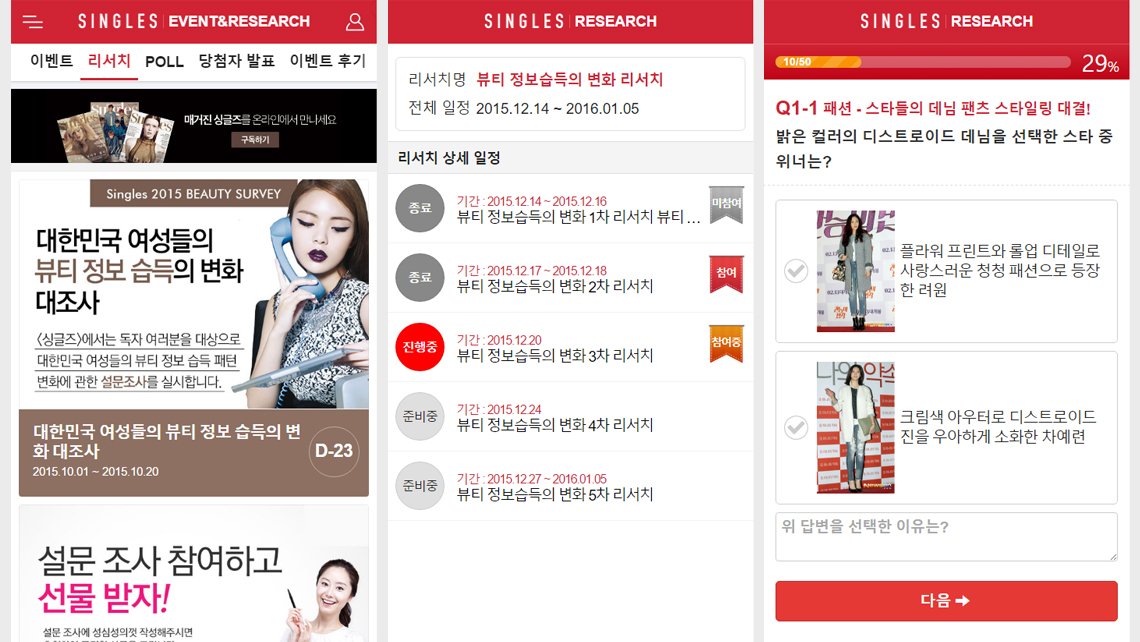 SINGLES EVENT&RESEARCH
이벤트 리서치 POLL 당첨자 발표 이벤트 후기
Singles
매거진 싱글즈를 온라인에서 만나세요
구독하기
Singles 2015 BEAUTY SURVEY
대한민국 여성들의
뷰티 정보 습득의 변화
대조사
<싱글즈>에서는 독자 여러분을 대상으로
대한민국 여성들의 뷰티 정보 습득 패턴
변화에 관한 설문조사를 실시합니다.
대한민국 여성들의 뷰티 정보 습득의 변
화 대조사
2015.10.01 ~ 2015.10.20
D-23
설문 조사 참여하고
선물 받자!
설문 조사에 성심성의껏 작성해주시면
SINGLES RESEARCH
리서치명 뷰티 정보습득의 변화 리서치
전체 일정 2015.12.14 ~ 2016.01.05
리서치 상세 일정
종료
기간 : 2015.12.14 ~ 2015.12.16
뷰티 정보습득의 변화 1차 리서치 뷰티 ...
미참여
종료
기간 : 2015.12.17 ~ 2015.12.18
뷰티 정보습득의 변화 2차 리서치
참여
진행중
기간 : 2015.12.20
뷰티 정보습득의 변화 3차 리서치
참여중
준비중
기간 : 2015.12.24
뷰티 정보습득의 변화 4차 리서치
준비중
기간 : 2015.12.27 ~ 2016.01.05
뷰티 정보습득의 변화 5차 리서치
SINGLES RESEARCH
10/50
29%
Q1-1 패션 - 스타들의 데님 팬츠 스타일링 대결!
밝은 컬러의 디스트로이드 데님을 선택한 스타 중
위너는?
플라워 프린트와 롤업 디테일로
사랑스러운 청청 패션으로 등장
한 려원
크림색 아우터로 디스트로이드
진을 우아하게 소화한 차예련
위 답변을 선택한 이유는?
다음